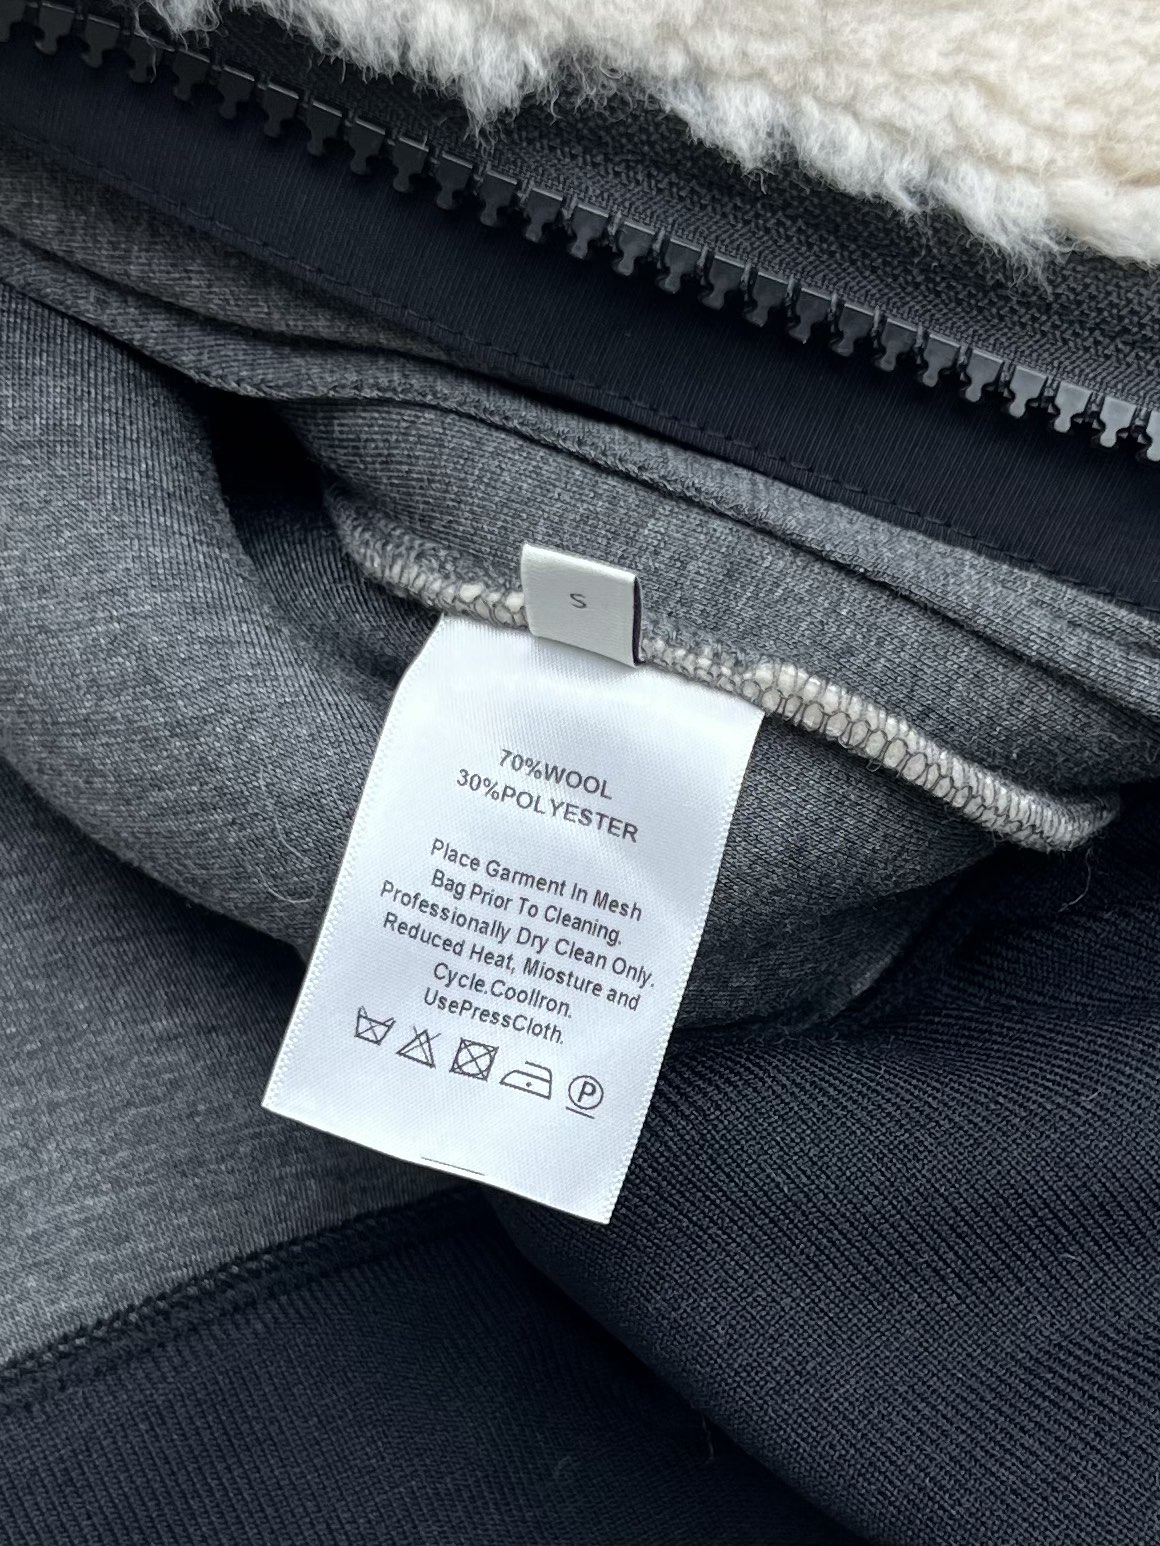 S
70%WOOL
30%POLYESTER
Place Garment In Mesh
Bag Prior To Cleaning.
Professionally Dry Clean Only.
Reduced Heat, Miosture and
Cycle.CoolIron.
UsePressCloth.
P